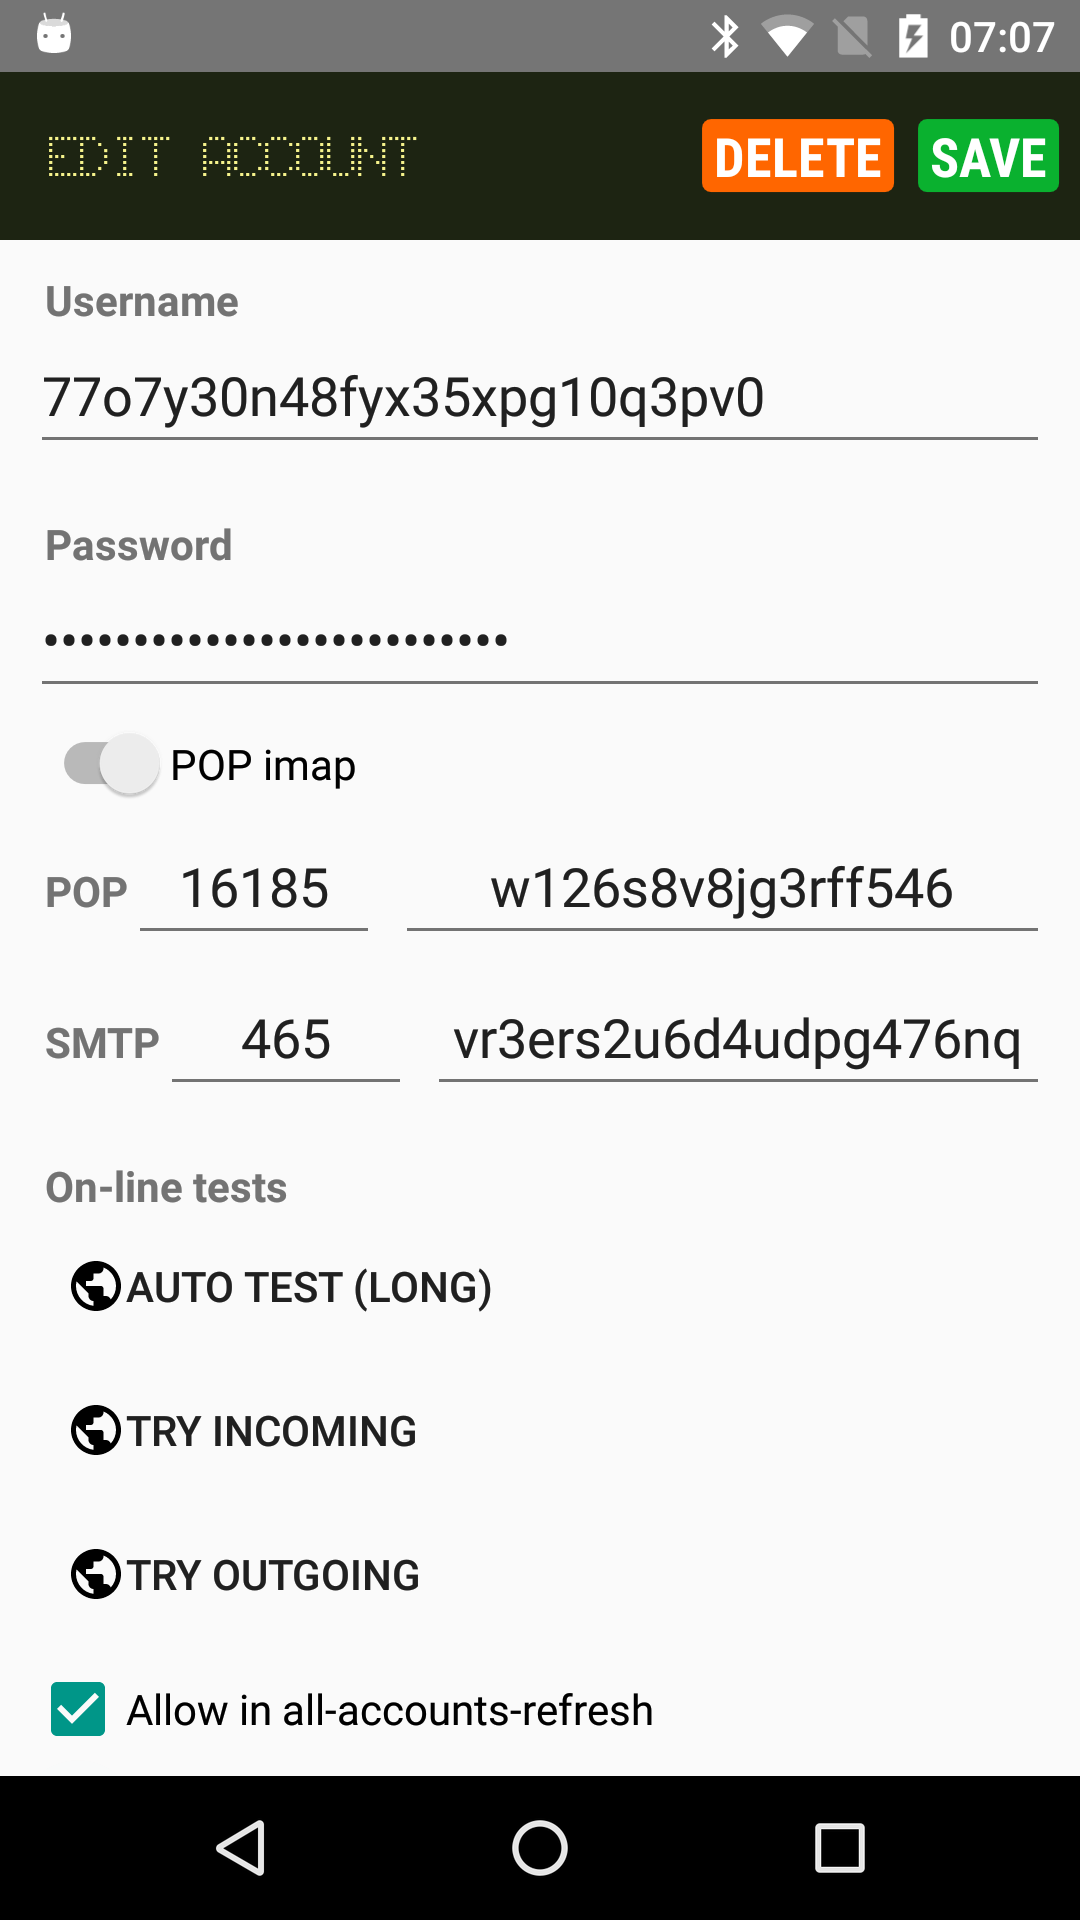 07:07
EDIT ACCOUNT DELETE SAVE
Username
77o7y30n48fyx35xpg10q3pv0
Password
••••••••••••••••••••••••••
POP imap
POP 16185 w126s8v8jg3rff546
SMTP 465 vr3ers2u6d4udpg476nq
On-line tests
AUTO TEST (LONG)
TRY INCOMING
TRY OUTGOING
Allow in all-accounts-refresh